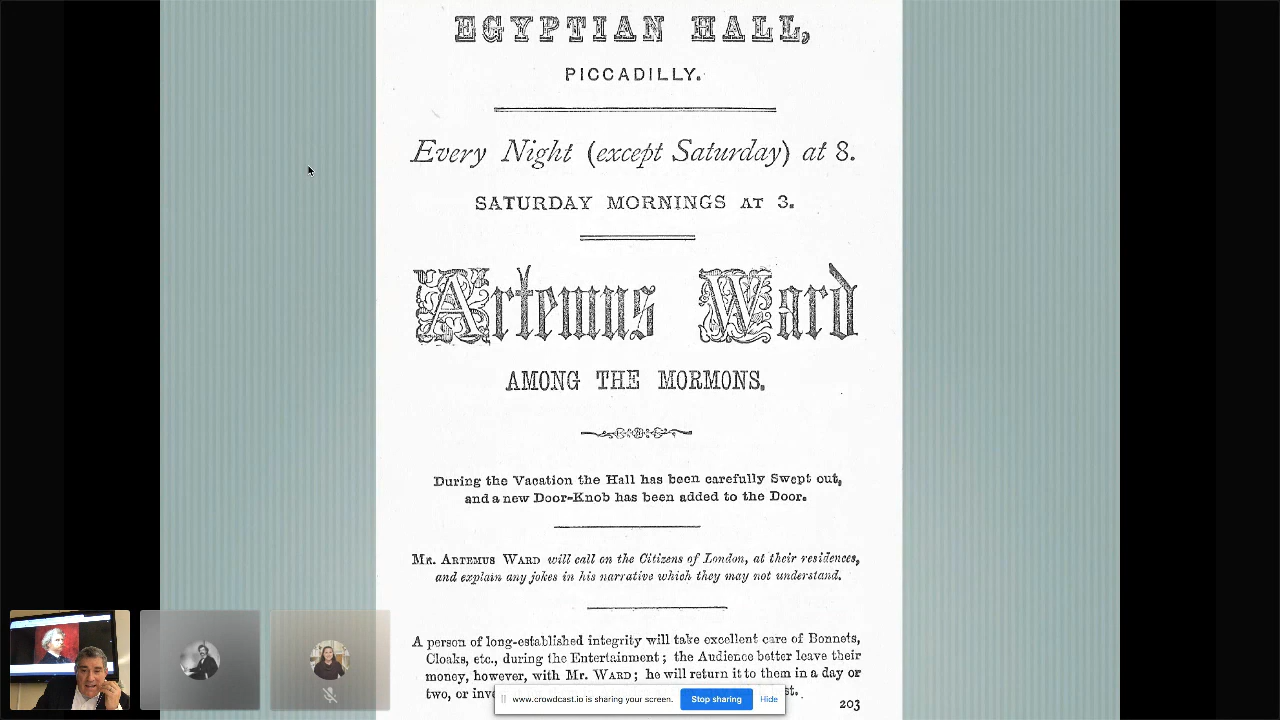 EGYPTIAN HALL,
PICCADILLY.
Every Night (except Saturday) at 8.
SATURDAY MORNINGS AT 3.
Artemus Ward
AMONG THE MORMONS.
During the Vacation the Hall has been carefully Swept out,
and a new Door-Knob has been added to the Door.
Mr. Artemus Ward will call on the Citizens of London, at their residences,
and explain any jokes in his narrative which they may not understand.
A person of long-established integrity will take excellent care of Bonnets,
Cloaks, etc., during the Entertainment; the Audience better leave their
money, however, with Mr. Ward; he will return it to them in a day or
two, or
203
www.crowdcast.io is sharing your screen.
Stop sharing
Hide